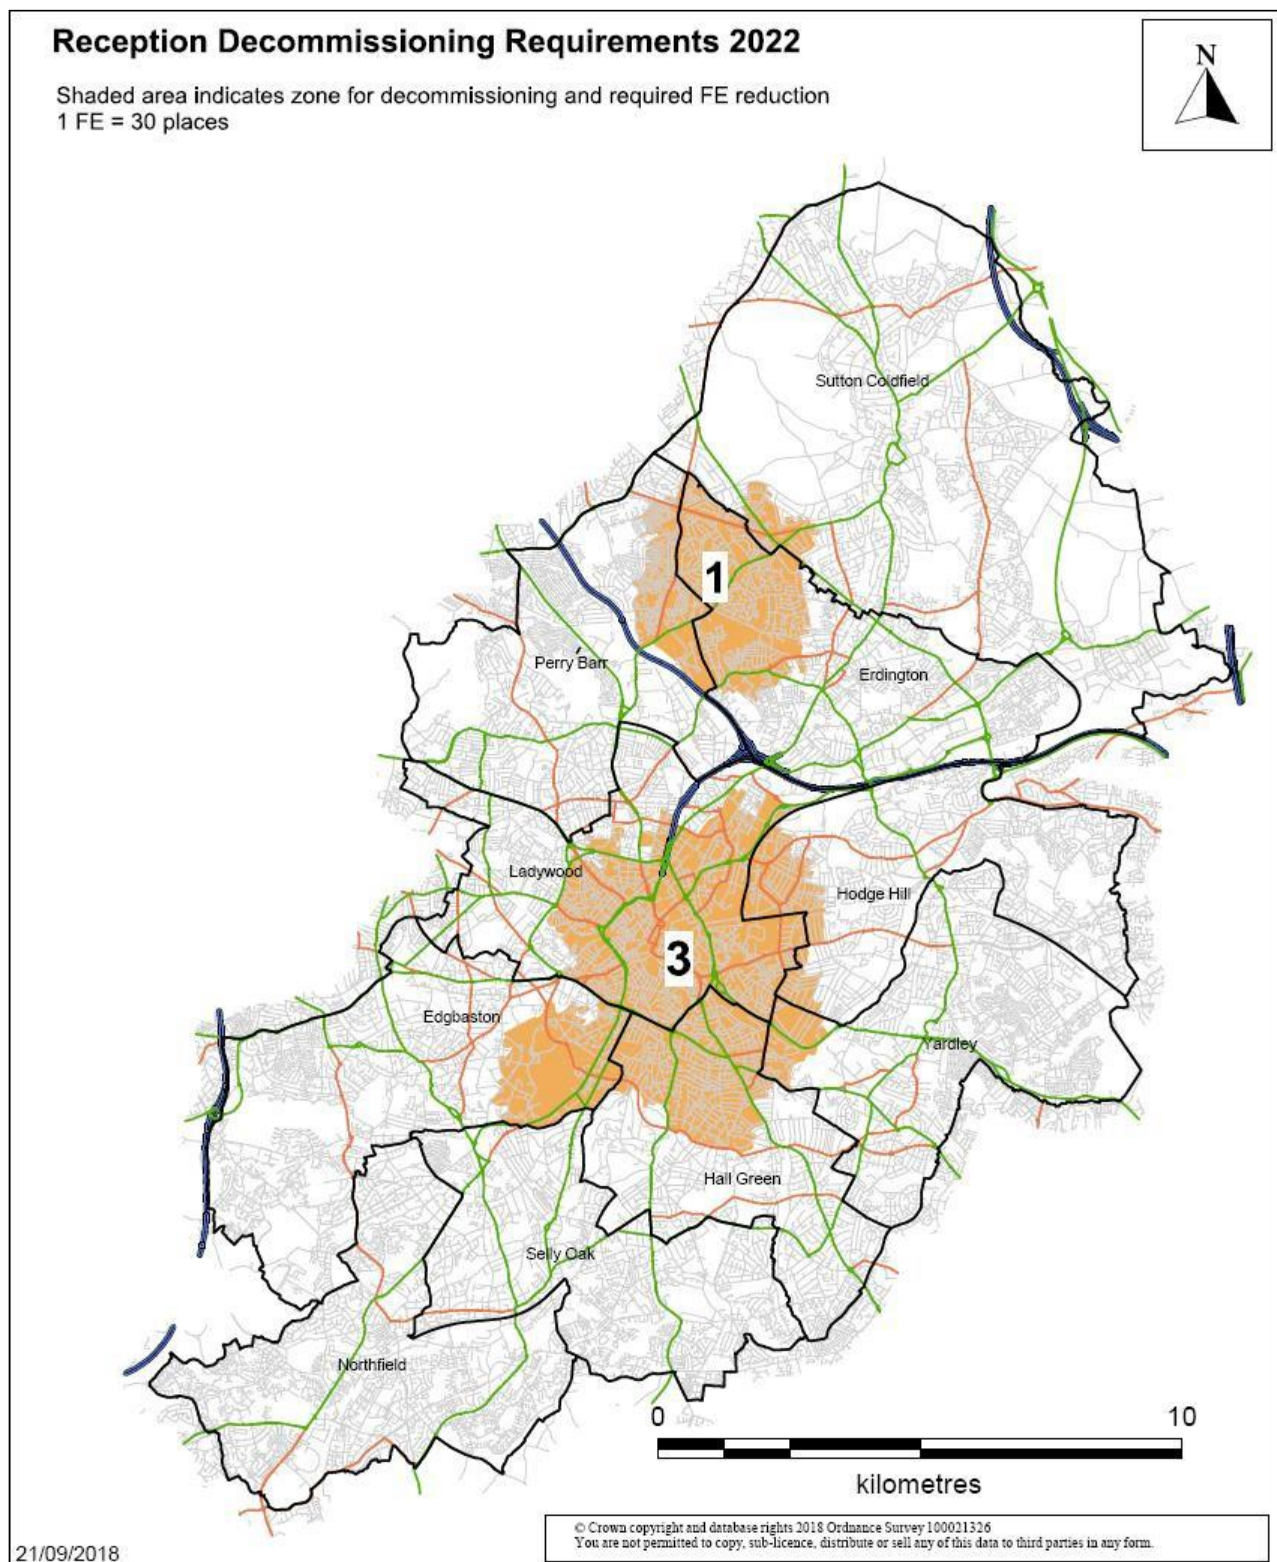 Reception Decommissioning Requirements 2022
Shaded area indicates zone for decommissioning and required FE reduction
1 FE = 30 places
N
Sutton Coldfield
1
Perry Barr
Erdington
Ladywood
Hodge Hill
3
Edgbaston
Yardley
Hall Green
Selly Oak
Northfield
0 10
kilometres
© Crown copyright and database rights 2018 Ordnance Survey 100021326
You are not permitted to copy, sub-licence, distribute or sell any of this data to third parties in any form.
21/09/2018